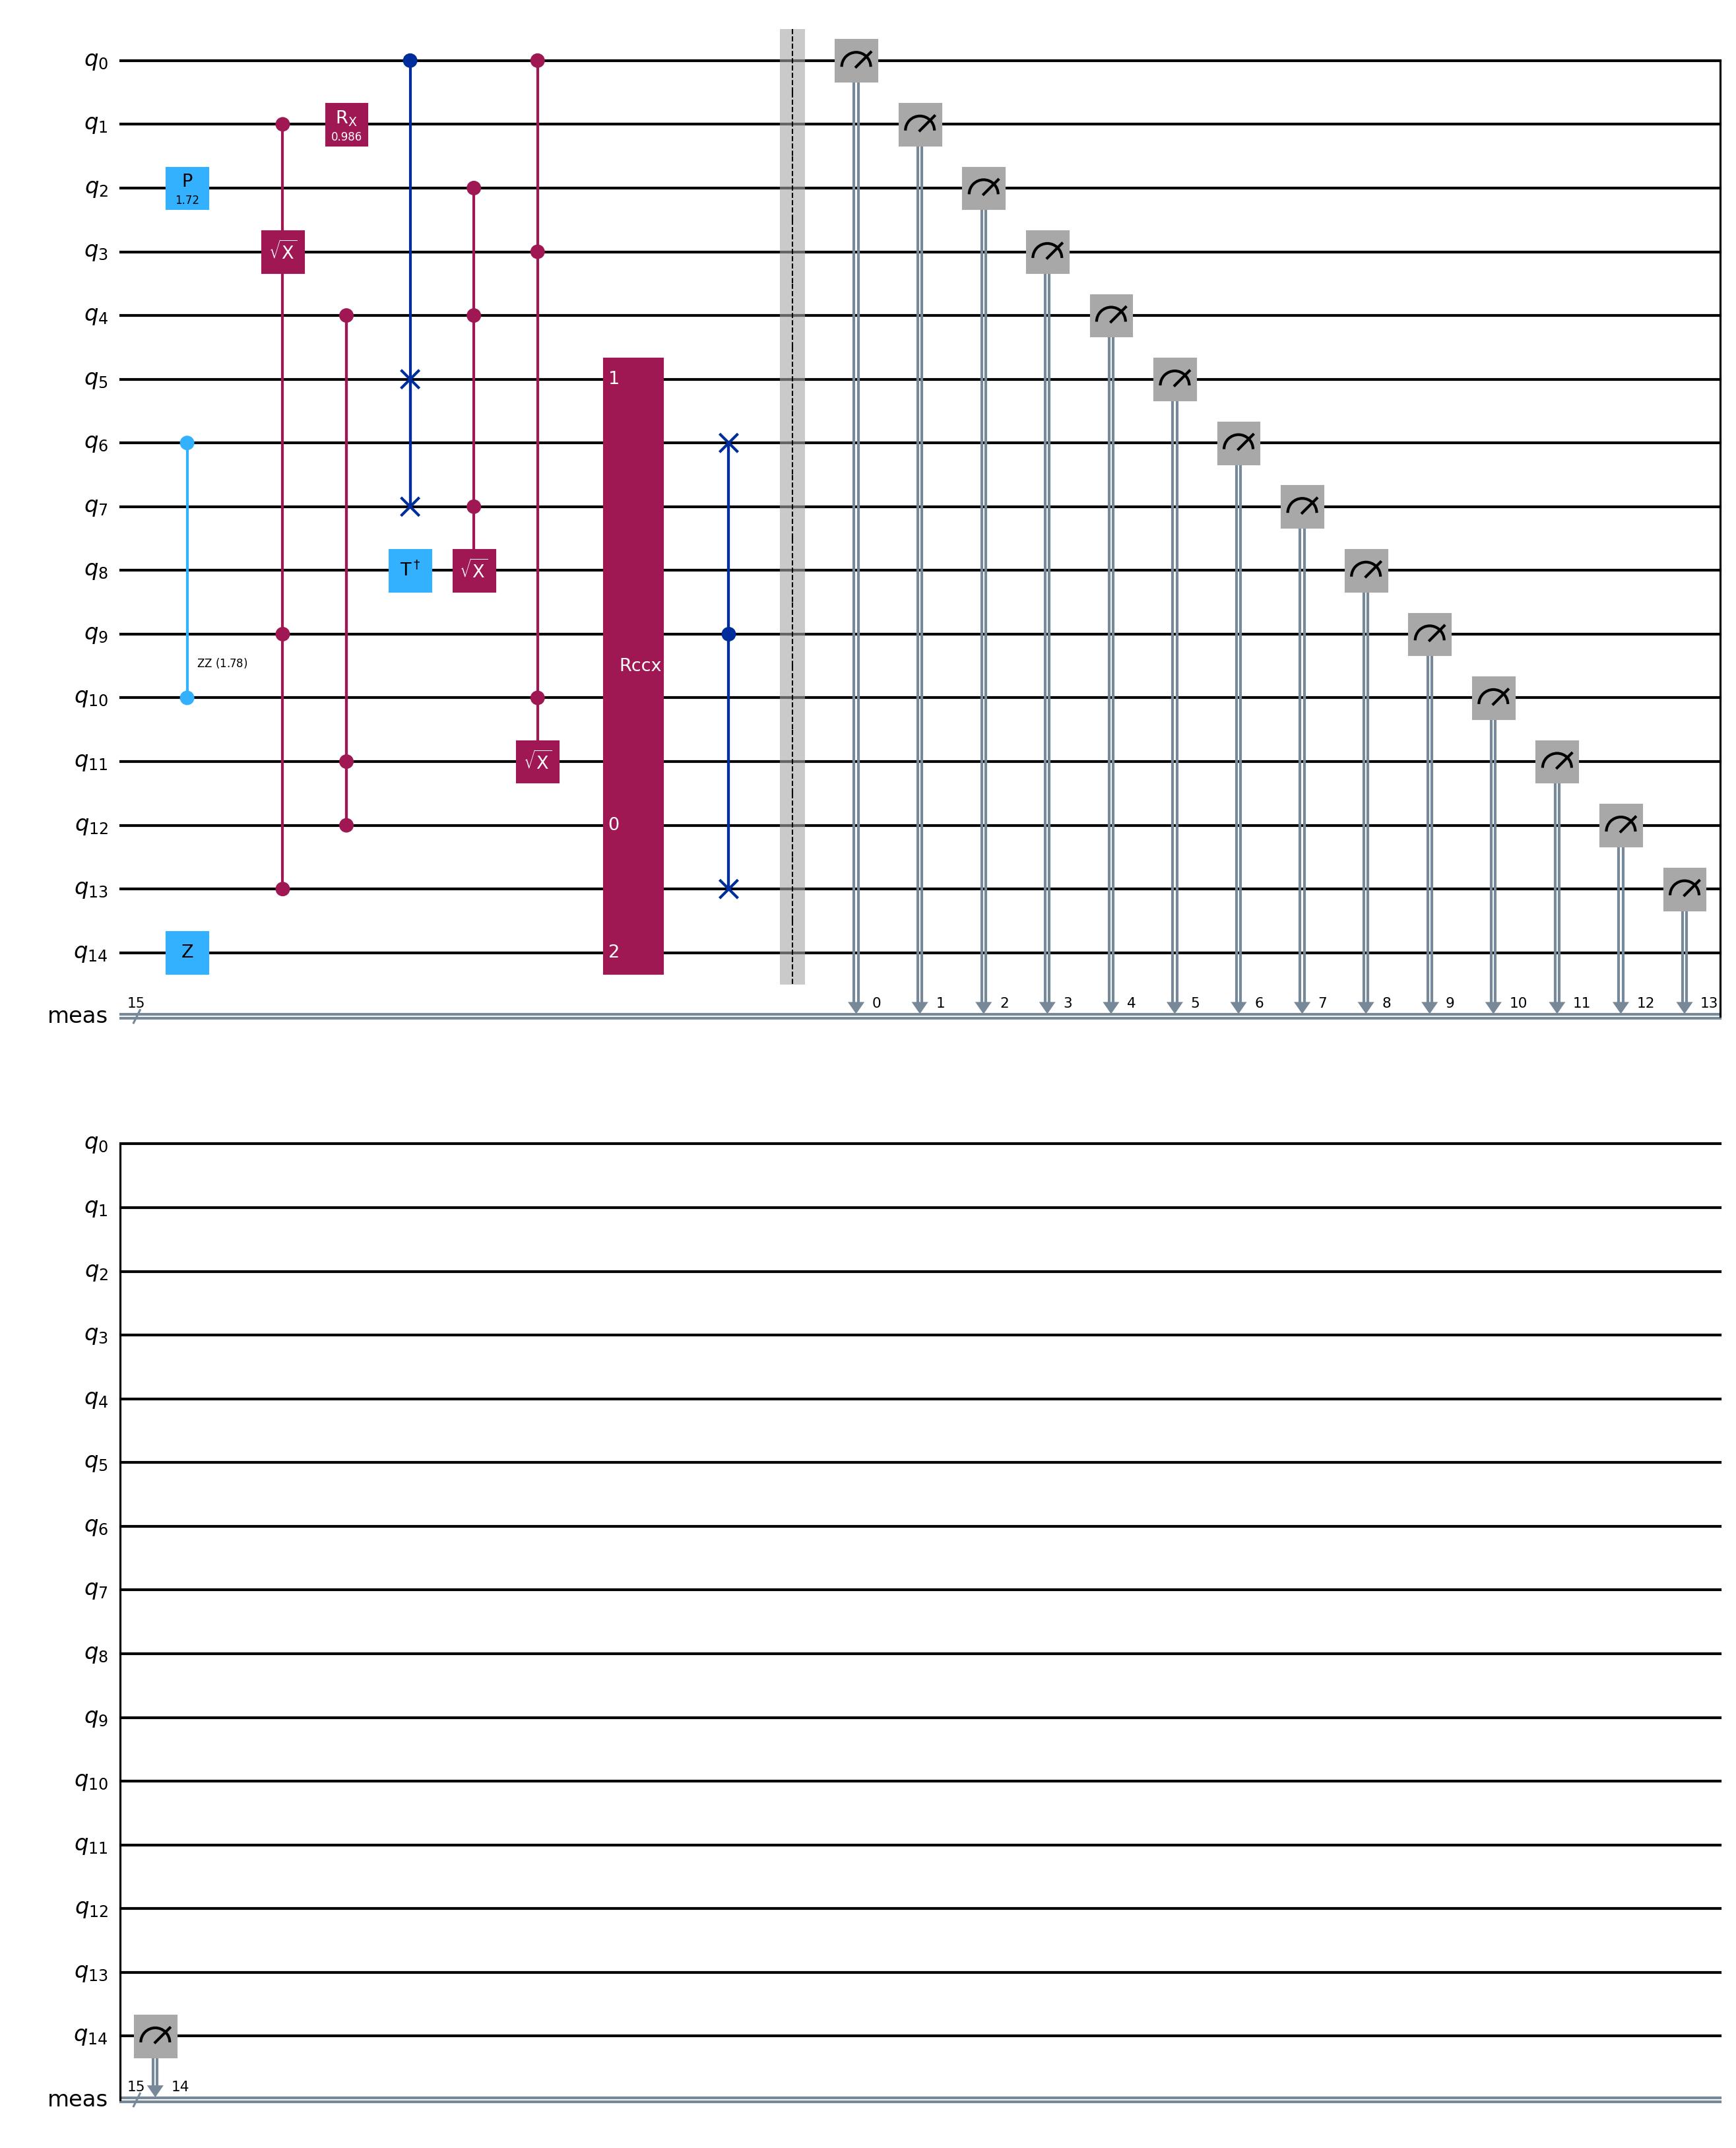 q0
q1 RX 0.986
q2 P 1.72
q3 √X
q4
q5 1
q6
q7
q8 T† √X
q9
ZZ (1.78) Rccx
q10
q11 √X
q12 0
q13
q14 Z 2
15 0 1 2 3 4 5 6 7 8 9 10 11 12 13
meas
q0
q1
q2
q3
q4
q5
q6
q7
q8
q9
q10
q11
q12
q13
q14
15 14
meas